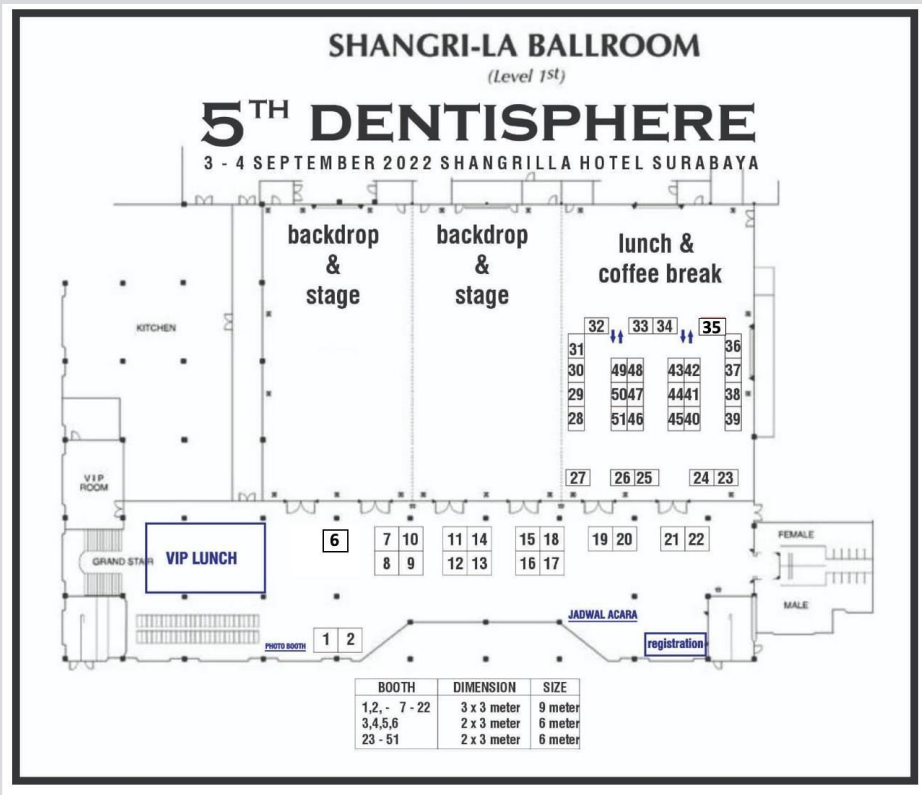 SHANGRI-LA BALLROOM
(Level 1st)
5TH DENTISPHERE
3 - 4 SEPTEMBER 2022 SHANGRILLA HOTEL SURABAYA
backdrop
&
stage
backdrop
&
stage
lunch &
coffee break
KITCHEN
32 33 34 35
31 36
30 49 48 43 42 37
29 50 47 44 41 38
28 51 46 45 40 39
27 26 25 24 23
VIP
ROOM
GRAND STAIR
VIP LUNCH
6 7 10 11 14 15 18 19 20 21 22
8 9 12 13 16 17
FEMALE
MALE
JADWAL ACARA
PHOTO BOOTH
1 2
registration
BOOTH DIMENSION SIZE
1,2, - 7 - 22 3 x 3 meter 9 meter
3,4,5,6 2 x 3 meter 6 meter
23 - 51 2 x 3 meter 6 meter